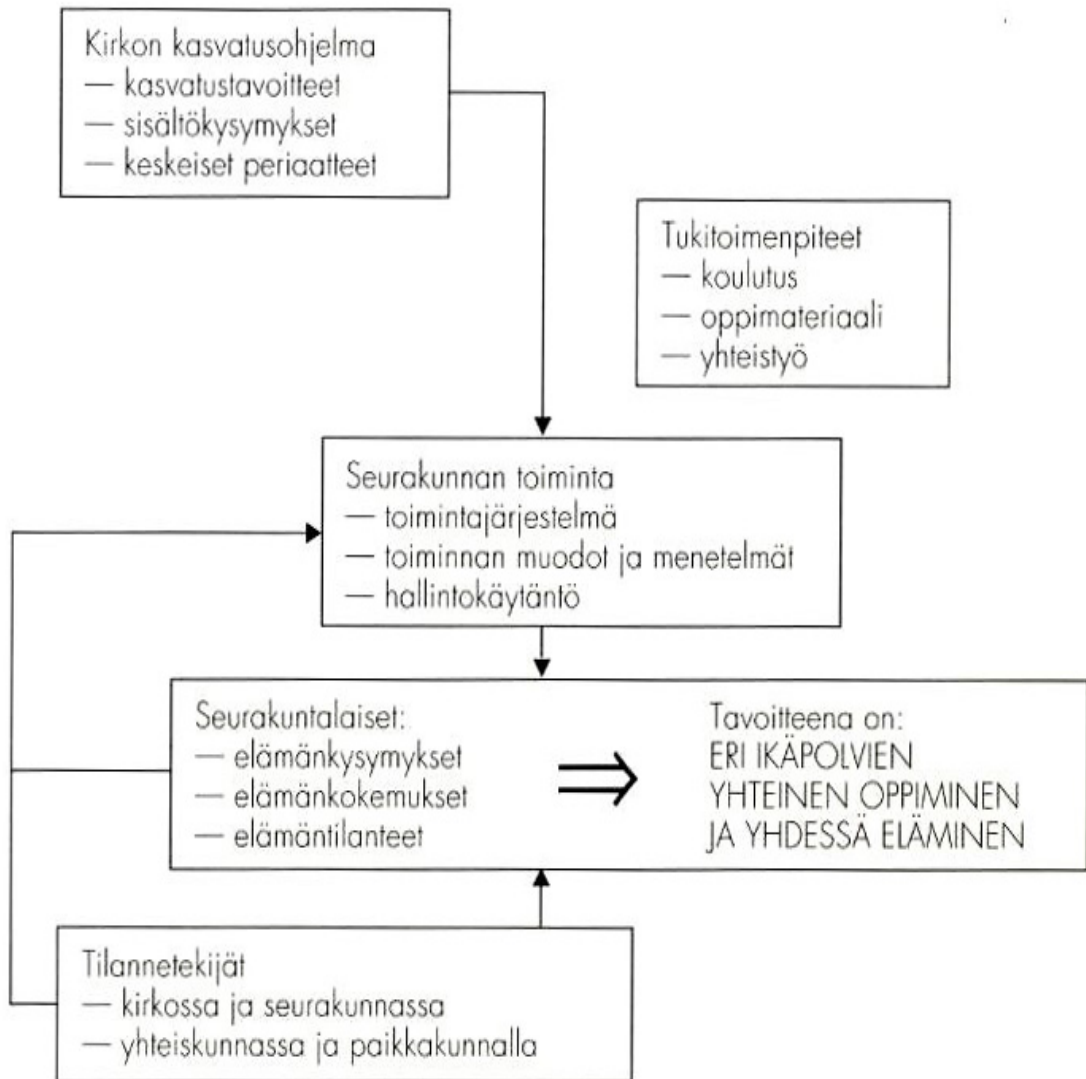 Kirkon kasvatusohjelma
— kasvatustavoitteet
— sisältökysymykset
— keskeiset periaatteet
Tukitoimenpiteet
— koulutus
— oppimateriaali
— yhteistyö
Seurakunnan toiminta
— toimintajärjestelmä
— toiminnan muodot ja menetelmät
— hallintokäytäntö
Seurakuntalaiset:
— elämänkysymykset
— elämänkokemukset
— elämäntilanteet
Tavoitteena on:
ERI IKÄPOLVIEN
YHTEINEN OPPIMINEN
JA YHDESSÄ ELÄMINEN
Tilannetekijät
— kirkossa ja seurakunnassa
— yhteiskunnassa ja paikkakunnalla